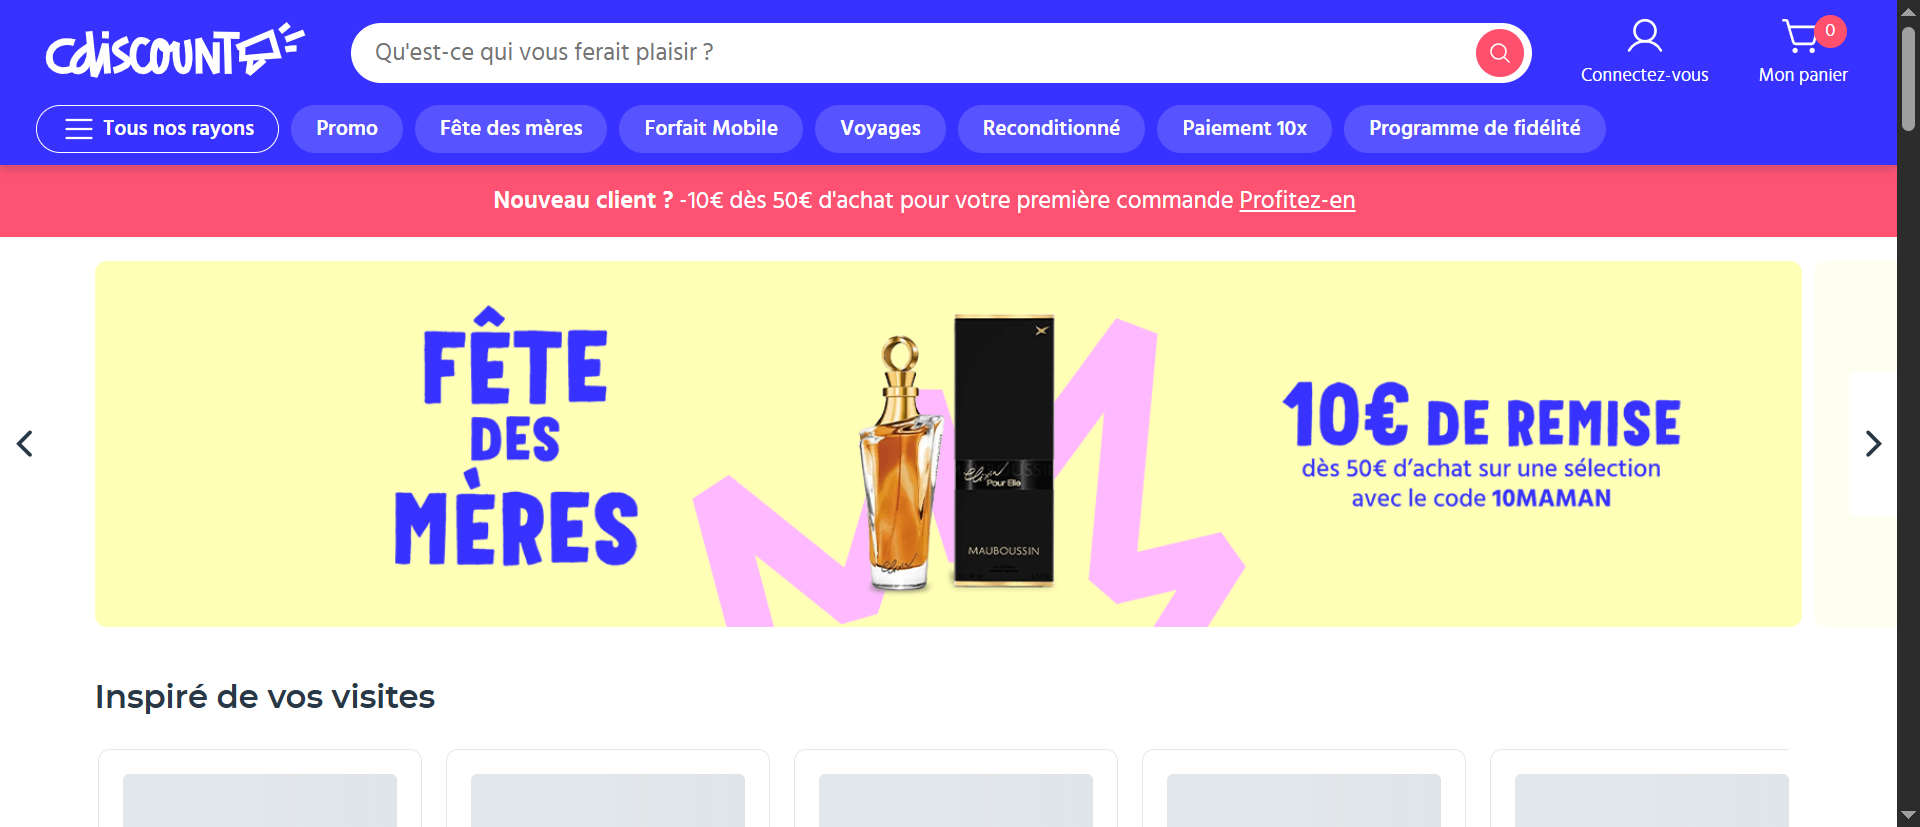 cdiscount
Qu'est-ce qui vous ferait plaisir ?
Connectez-vous
0
Mon panier
Tous nos rayons
Promo
Fête des mères
Forfait Mobile
Voyages
Reconditionné
Paiement 10x
Programme de fidélité
Nouveau client ? -10€ dès 50€ d'achat pour votre première commande Profitez-en
FÊTE
DES
MÈRES
Elixir
Pour Elle
MAUBOUSSIN
Elixir
10€ DE REMISE
dès 50€ d’achat sur une sélection
avec le code 10MAMAN
Inspiré de vos visites